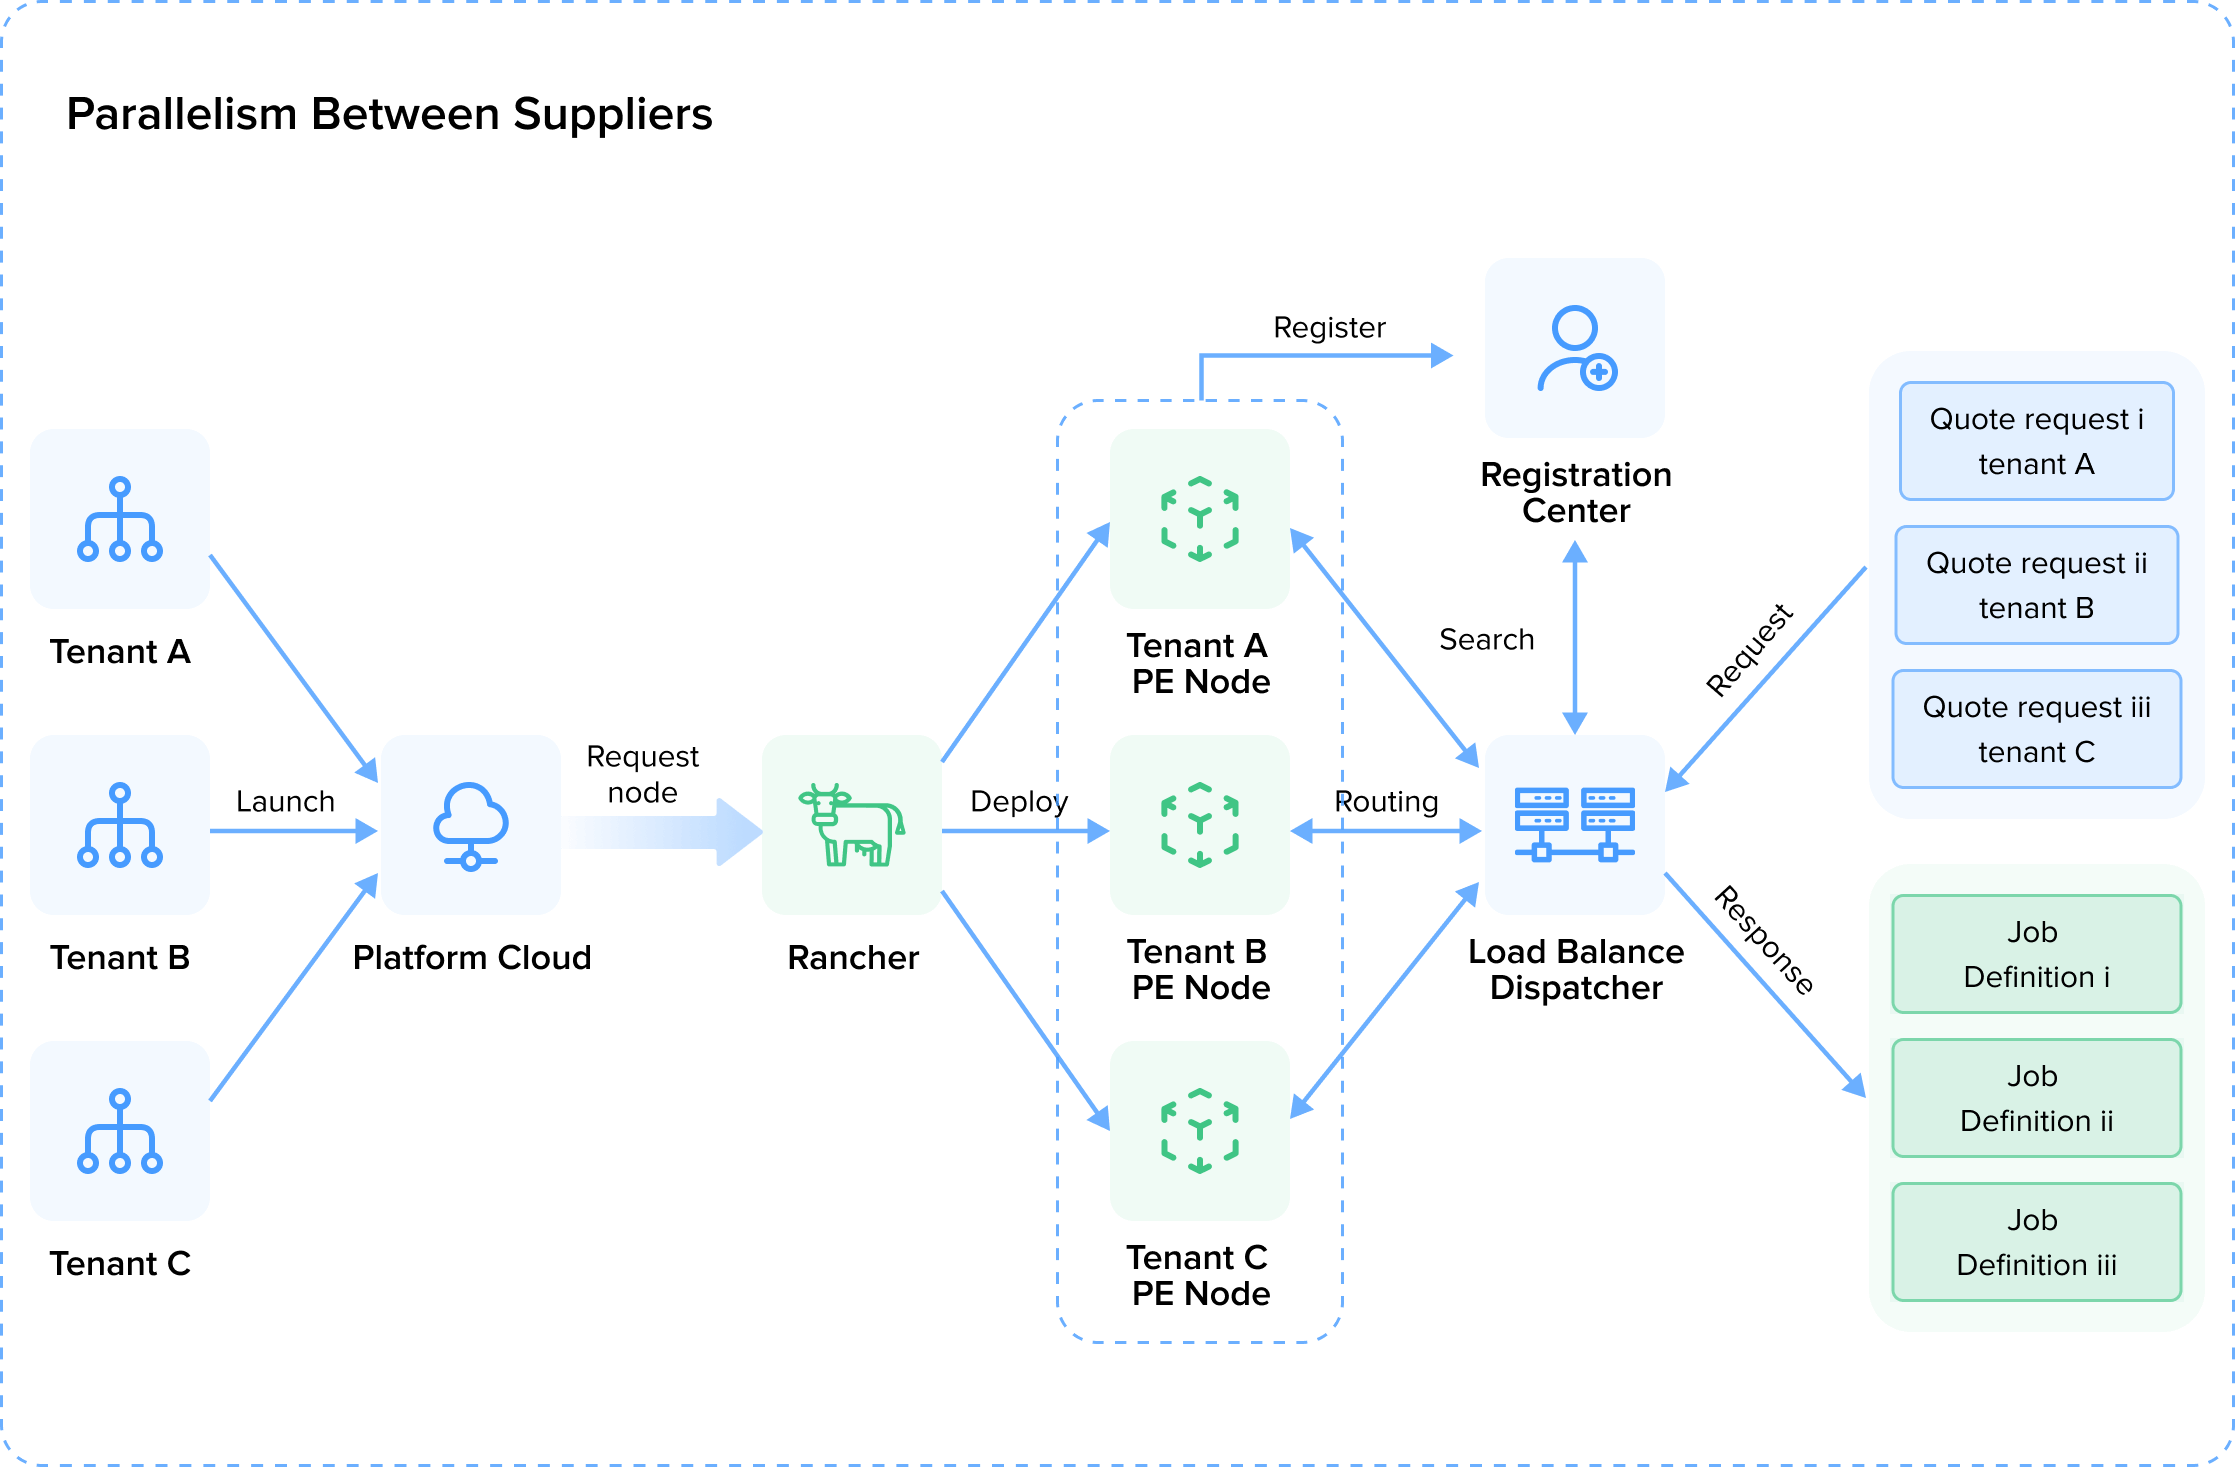 Parallelism Between Suppliers
Tenant A
Launch
Tenant B
Tenant C
Platform Cloud
Request
node
Rancher
Deploy
Tenant A
PE Node
Tenant B
PE Node
Tenant C
PE Node
Register
Registration
Center
Search
Routing
Load Balance
Dispatcher
Request
Response
Quote request i
tenant A
Quote request ii
tenant B
Quote request iii
tenant C
Job
Definition i
Job
Definition ii
Job
Definition iii